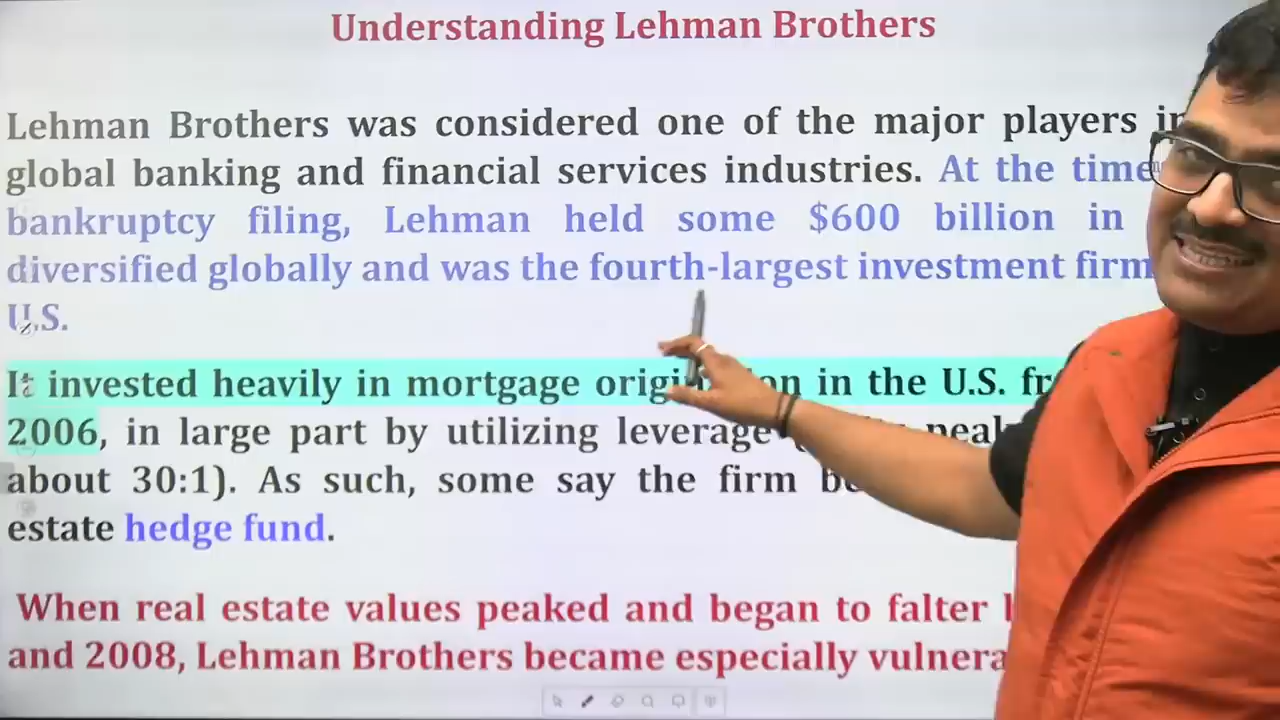 Understanding Lehman Brothers
Lehman Brothers was considered one of the major players in
global banking and financial services industries. At the time
bankruptcy filing, Lehman held some $600 billion in
diversified globally and was the fourth-largest investment firm
U.S.
It invested heavily in mortgage in the U.S.
2006, in large part by utilizing leverage
about 30:1). As such, some say the firm
estate hedge fund.
When real estate values peaked and began to falter
and 2008, Lehman Brothers became especially